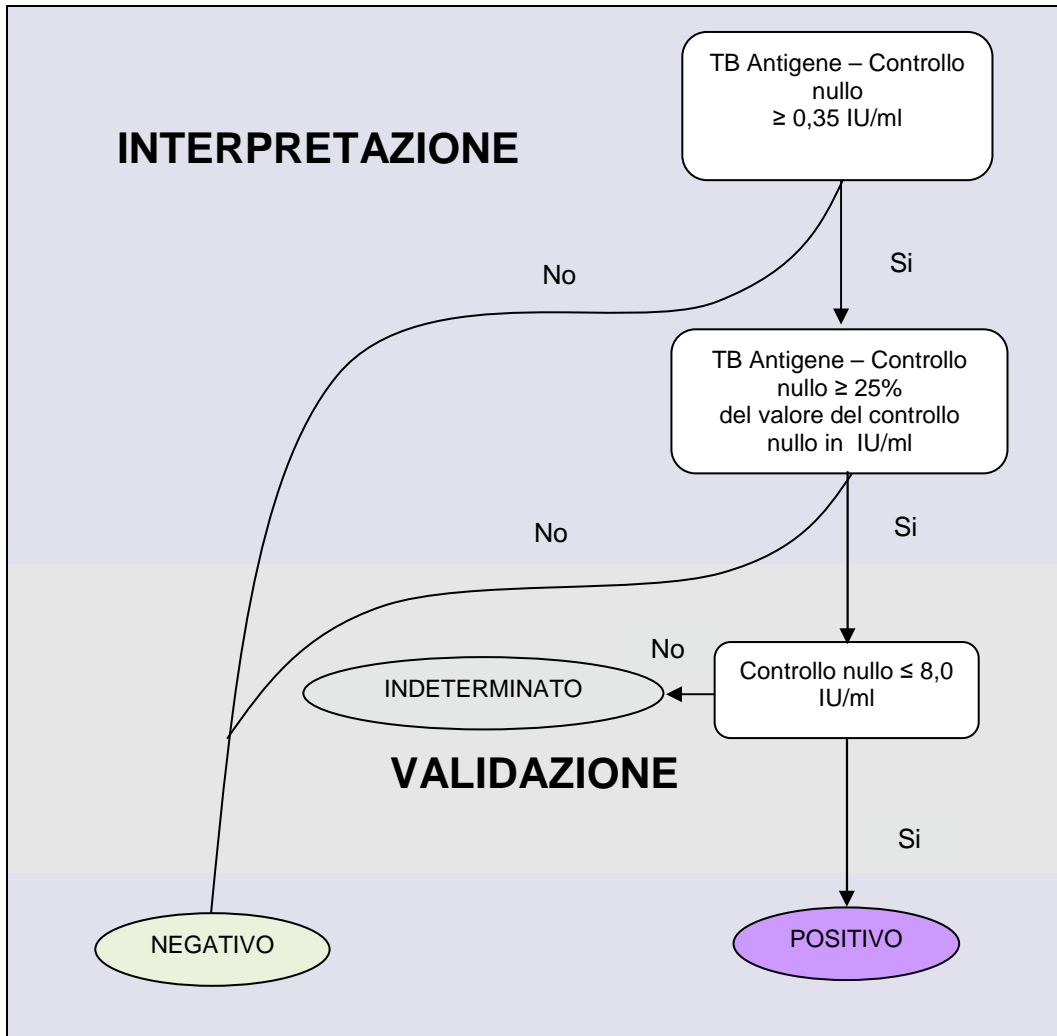 TB Antigene – Controllo
nullo
≥ 0,35 IU/ml
INTERPRETAZIONE
No
Si
TB Antigene – Controllo
nullo ≥ 25%
del valore del controllo
nullo in IU/ml
No
Si
No
Controllo nullo ≤ 8,0
IU/ml
INDETERMINATO
VALIDAZIONE
Si
NEGATIVO
POSITIVO